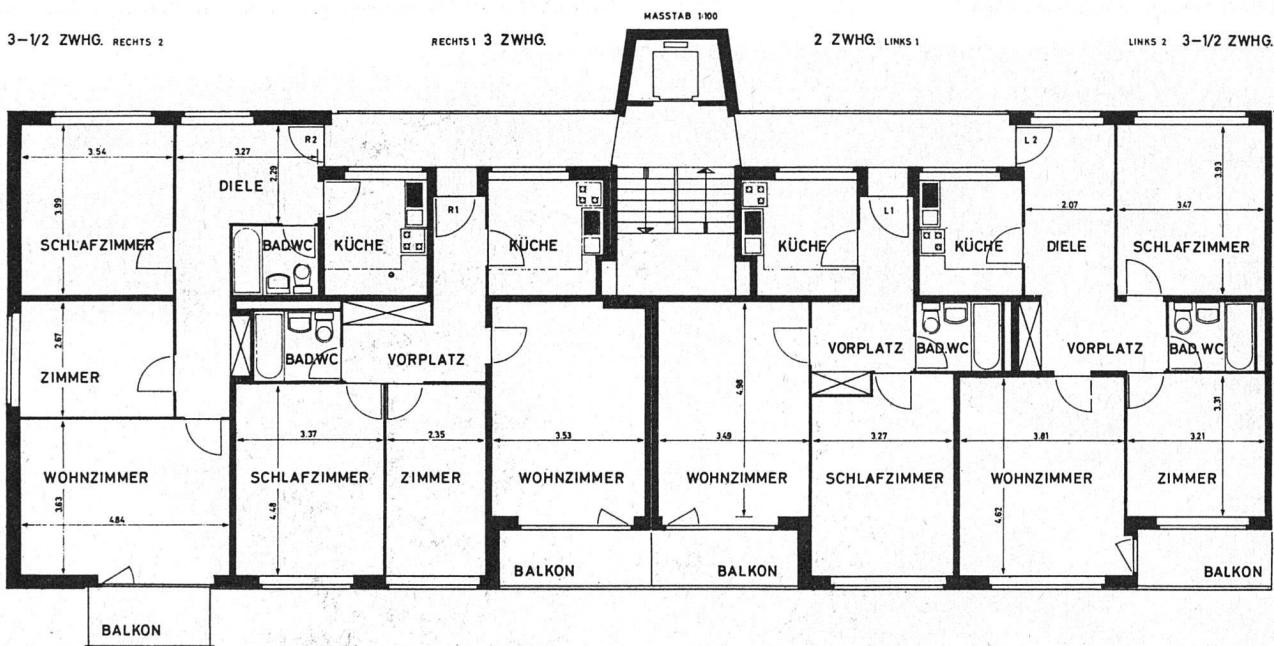 MASSTAB 1:100
3–1/2 ZWHG. RECHTS 2
RECHTS 1 3 ZWHG.
2 ZWHG. LINKS 1
LINKS 2 3–1/2 ZWHG.
R2
L2
3.54
3.27
2.29
3.99
DIELE
SCHLAFZIMMER
BAD.WC
KÜCHE
R1
KÜCHE
KÜCHE
L1
KÜCHE
2.07
DIELE
3.93
3.47
SCHLAFZIMMER
2.67
ZIMMER
BAD.WC
VORPLATZ
VORPLATZ
BAD.WC
VORPLATZ
BAD.WC
4.98
3.31
3.37
2.35
3.53
3.49
3.27
3.81
3.21
WOHNZIMMER
3.63
4.84
SCHLAFZIMMER
4.48
ZIMMER
WOHNZIMMER
WOHNZIMMER
SCHLAFZIMMER
WOHNZIMMER
4.62
ZIMMER
BALKON
BALKON
BALKON
BALKON